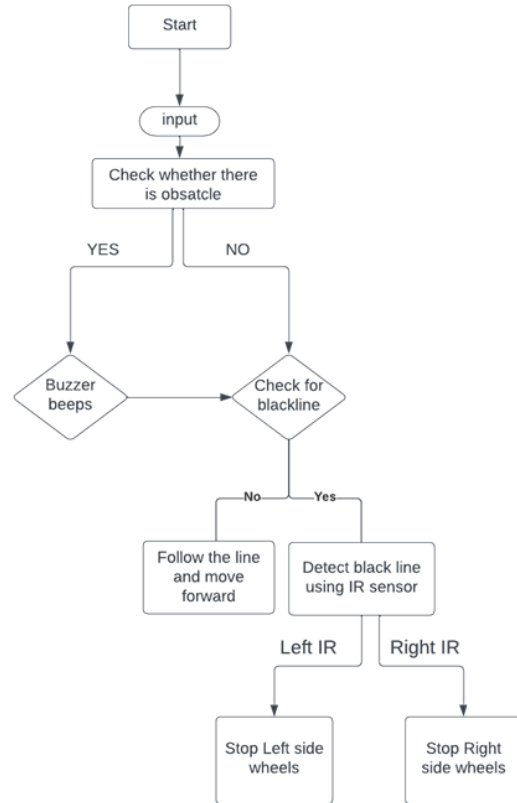 Start
input
Check whether there
is obsatcle
YES
NO
Buzzer
beeps
Check for
blackline
No
Yes
Follow the line
and move
forward
Detect black line
using IR sensor
Left IR
Right IR
Stop Left side
wheels
Stop Right
side wheels